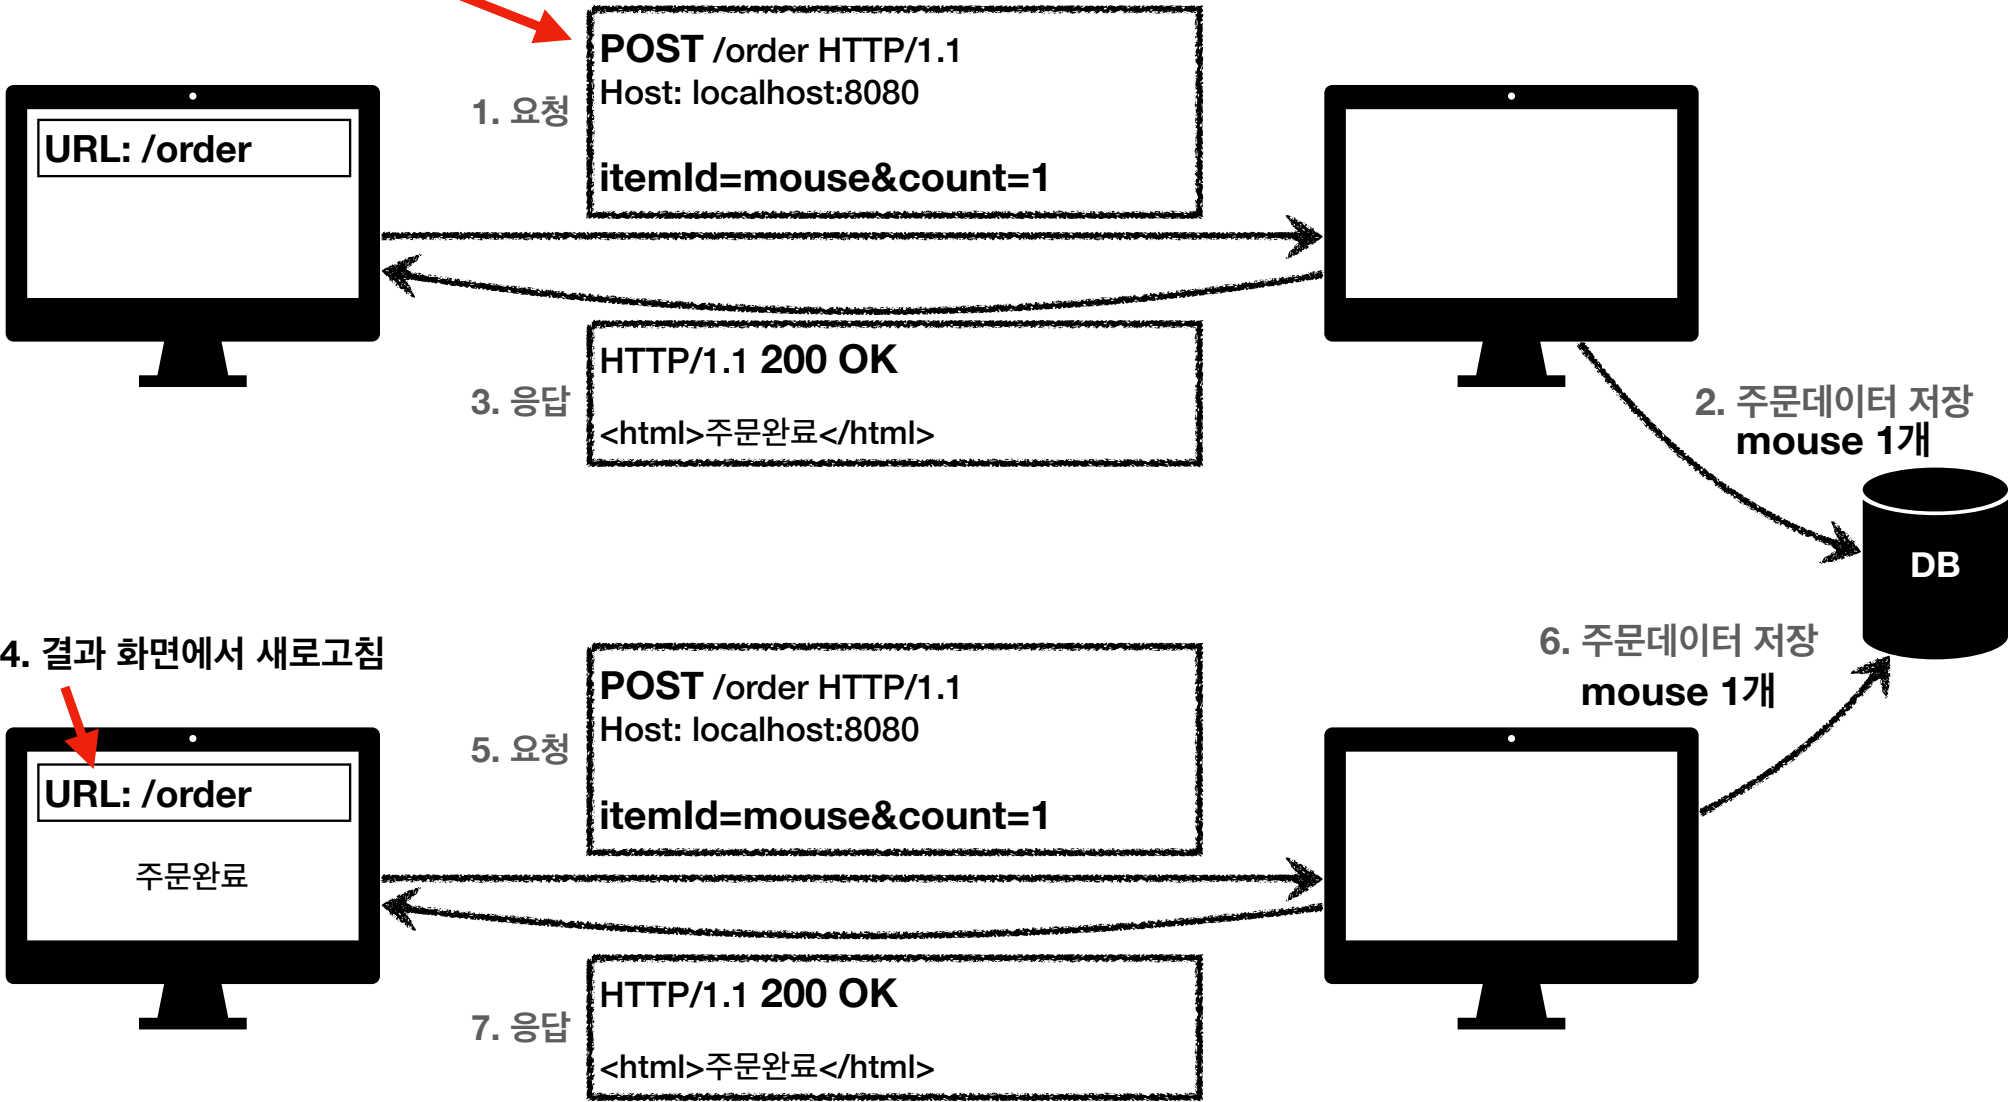 POST /order HTTP/1.1
Host: localhost:8080
itemId=mouse&count=1
1. 요청
URL: /order
HTTP/1.1 200 OK
<html>주문완료</html>
3. 응답
2. 주문데이터 저장
mouse 1개
DB
4. 결과 화면에서 새로고침
URL: /order
주문완료
5. 요청
POST /order HTTP/1.1
Host: localhost:8080
itemId=mouse&count=1
6. 주문데이터 저장
mouse 1개
7. 응답
HTTP/1.1 200 OK
<html>주문완료</html>